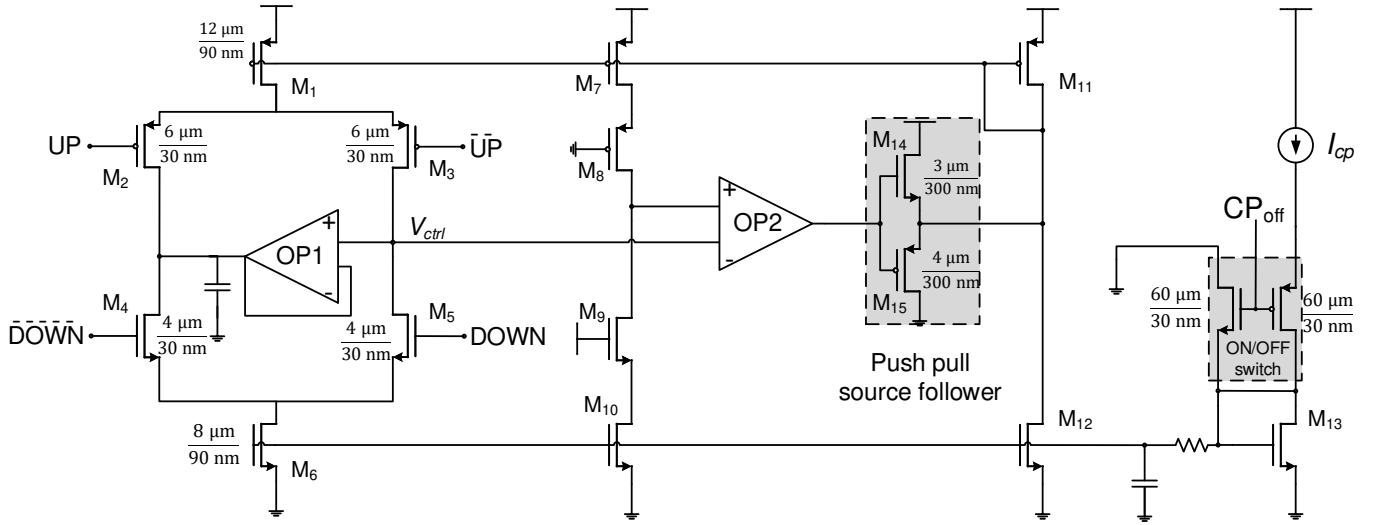 12 μm
90 nm
M1
M7
M11
UP
6 μm
30 nm
M2
6 μm
30 nm
UP
M3
M8
M14
3 μm
300 nm
Icp
CPoff
Vctrl
+
OP1
-
+
OP2
-
4 μm
300 nm
M15
M4
DOWN
4 μm
30 nm
M5
4 μm
30 nm
DOWN
M9
60 μm
30 nm
60 μm
30 nm
ON/OFF
switch
Push pull
source follower
M10
8 μm
90 nm
M6
M12
M13